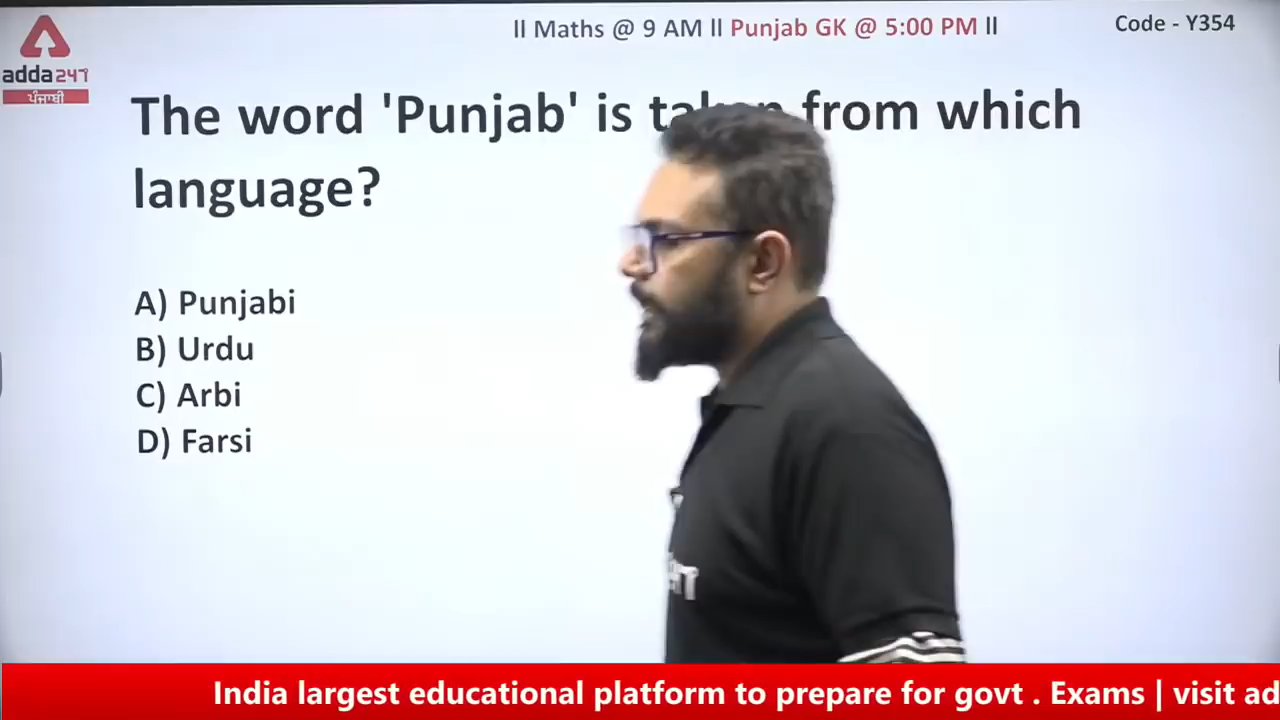 ll Maths @ 9 AM ll Punjab GK @ 5:00 PM ll
Code - Y354
adda247
ਪੰਜਾਬੀ
The word 'Punjab' is taken from which
language?
A) Punjabi
B) Urdu
C) Arbi
D) Farsi
India largest educational platform to prepare for govt . Exams | visit ad